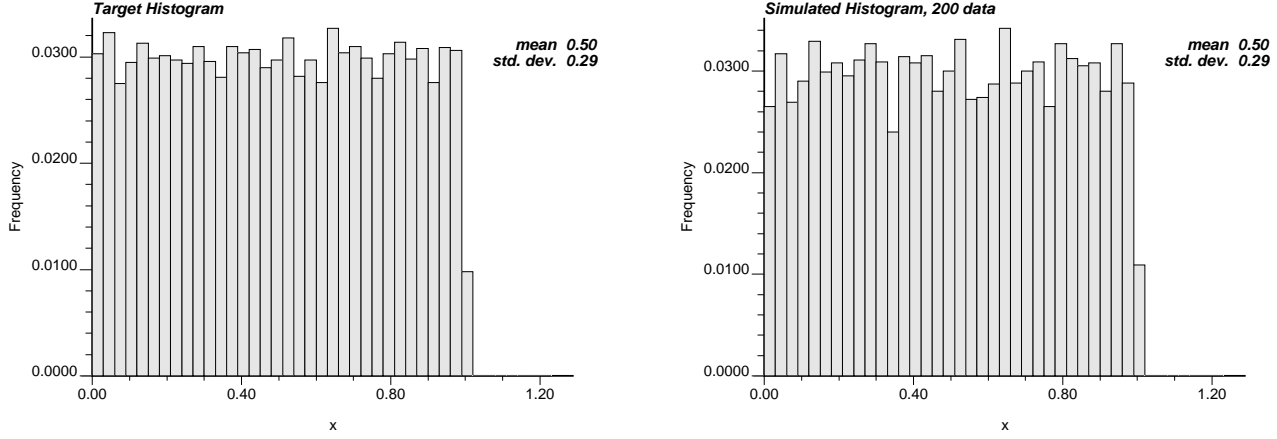 Target Histogram
mean 0.50
std. dev. 0.29
Frequency
0.0300
0.0200
0.0100
0.0000
0.00 0.40 0.80 1.20
x
Simulated Histogram, 200 data
mean 0.50
std. dev. 0.29
Frequency
0.0300
0.0200
0.0100
0.0000
0.00 0.40 0.80 1.20
x